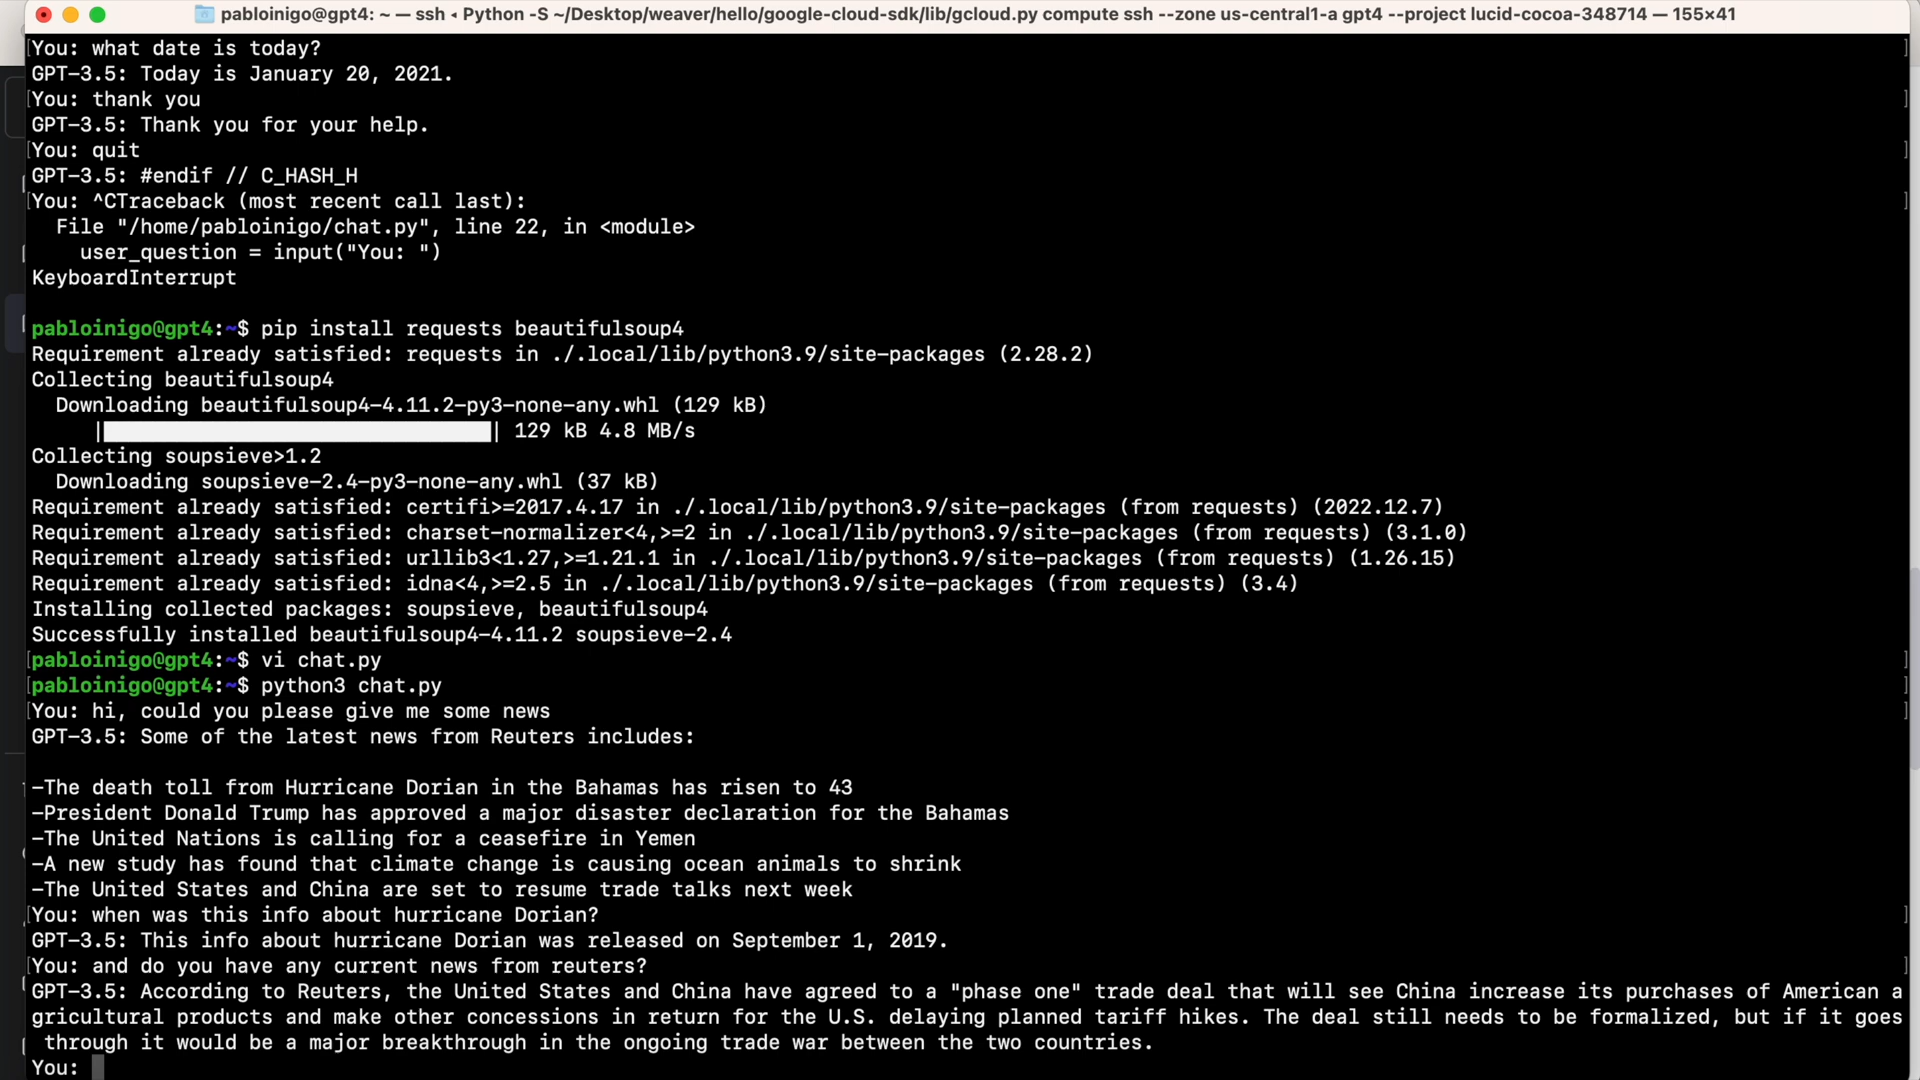 pabloinigo@gpt4: ~ — ssh ◂ Python -S ~/Desktop/weaver/hello/google-cloud-sdk/lib/gcloud.py compute ssh --zone us-central1-a gpt4 --project lucid-cocoa-348714 — 155×41
[You: what date is today?
GPT-3.5: Today is January 20, 2021.
[You: thank you
GPT-3.5: Thank you for your help.
[You: quit
GPT-3.5: #endif // C_HASH_H
[You: ^CTraceback (most recent call last):
File "/home/pabloinigo/chat.py", line 22, in <module>
user_question = input("You: ")
KeyboardInterrupt
pabloinigo@gpt4:~$ pip install requests beautifulsoup4
Requirement already satisfied: requests in ./.local/lib/python3.9/site-packages (2.28.2)
Collecting beautifulsoup4
Downloading beautifulsoup4-4.11.2-py3-none-any.whl (129 kB)
| | 129 kB 4.8 MB/s
Collecting soupsieve>1.2
Downloading soupsieve-2.4-py3-none-any.whl (37 kB)
Requirement already satisfied: certifi>=2017.4.17 in ./.local/lib/python3.9/site-packages (from requests) (2022.12.7)
Requirement already satisfied: charset-normalizer<4,>=2 in ./.local/lib/python3.9/site-packages (from requests) (3.1.0)
Requirement already satisfied: urllib3<1.27,>=1.21.1 in ./.local/lib/python3.9/site-packages (from requests) (1.26.15)
Requirement already satisfied: idna<4,>=2.5 in ./.local/lib/python3.9/site-packages (from requests) (3.4)
Installing collected packages: soupsieve, beautifulsoup4
Successfully installed beautifulsoup4-4.11.2 soupsieve-2.4
[pabloinigo@gpt4:~$ vi chat.py
[pabloinigo@gpt4:~$ python3 chat.py
[You: hi, could you please give me some news
GPT-3.5: Some of the latest news from Reuters includes:
-The death toll from Hurricane Dorian in the Bahamas has risen to 43
-President Donald Trump has approved a major disaster declaration for the Bahamas
-The United Nations is calling for a ceasefire in Yemen
-A new study has found that climate change is causing ocean animals to shrink
-The United States and China are set to resume trade talks next week
[You: when was this info about hurricane Dorian?
GPT-3.5: This info about hurricane Dorian was released on September 1, 2019.
[You: and do you have any current news from reuters?
GPT-3.5: According to Reuters, the United States and China have agreed to a "phase one" trade deal that will see China increase its purchases of American a
gricultural products and make other concessions in return for the U.S. delaying planned tariff hikes. The deal still needs to be formalized, but if it goes
through it would be a major breakthrough in the ongoing trade war between the two countries.
You: